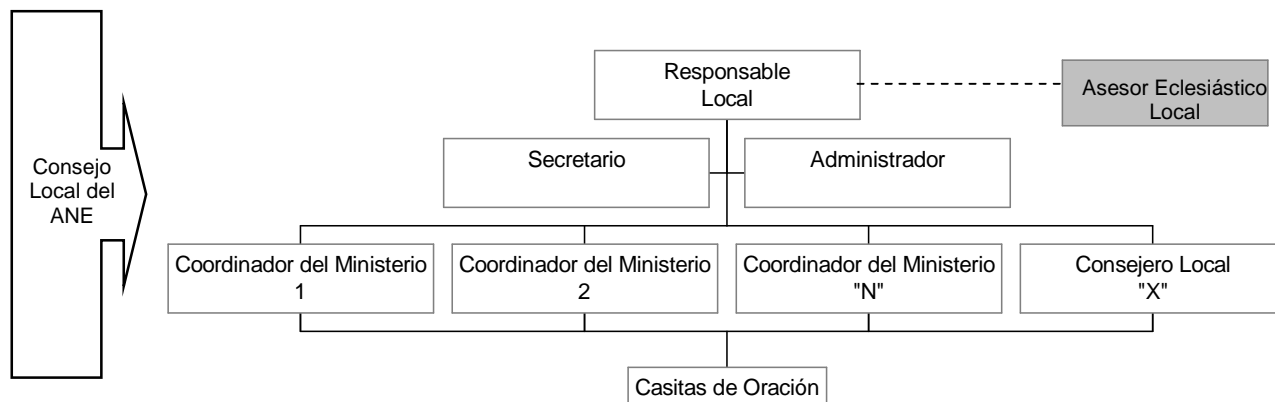 Responsable
Local
Asesor Eclesiástico
Local
Secretario
Administrador
Consejo
Local del
ANE
Coordinador del Ministerio
1
Coordinador del Ministerio
2
Coordinador del Ministerio
"N"
Consejero Local
"X"
Casitas de Oración